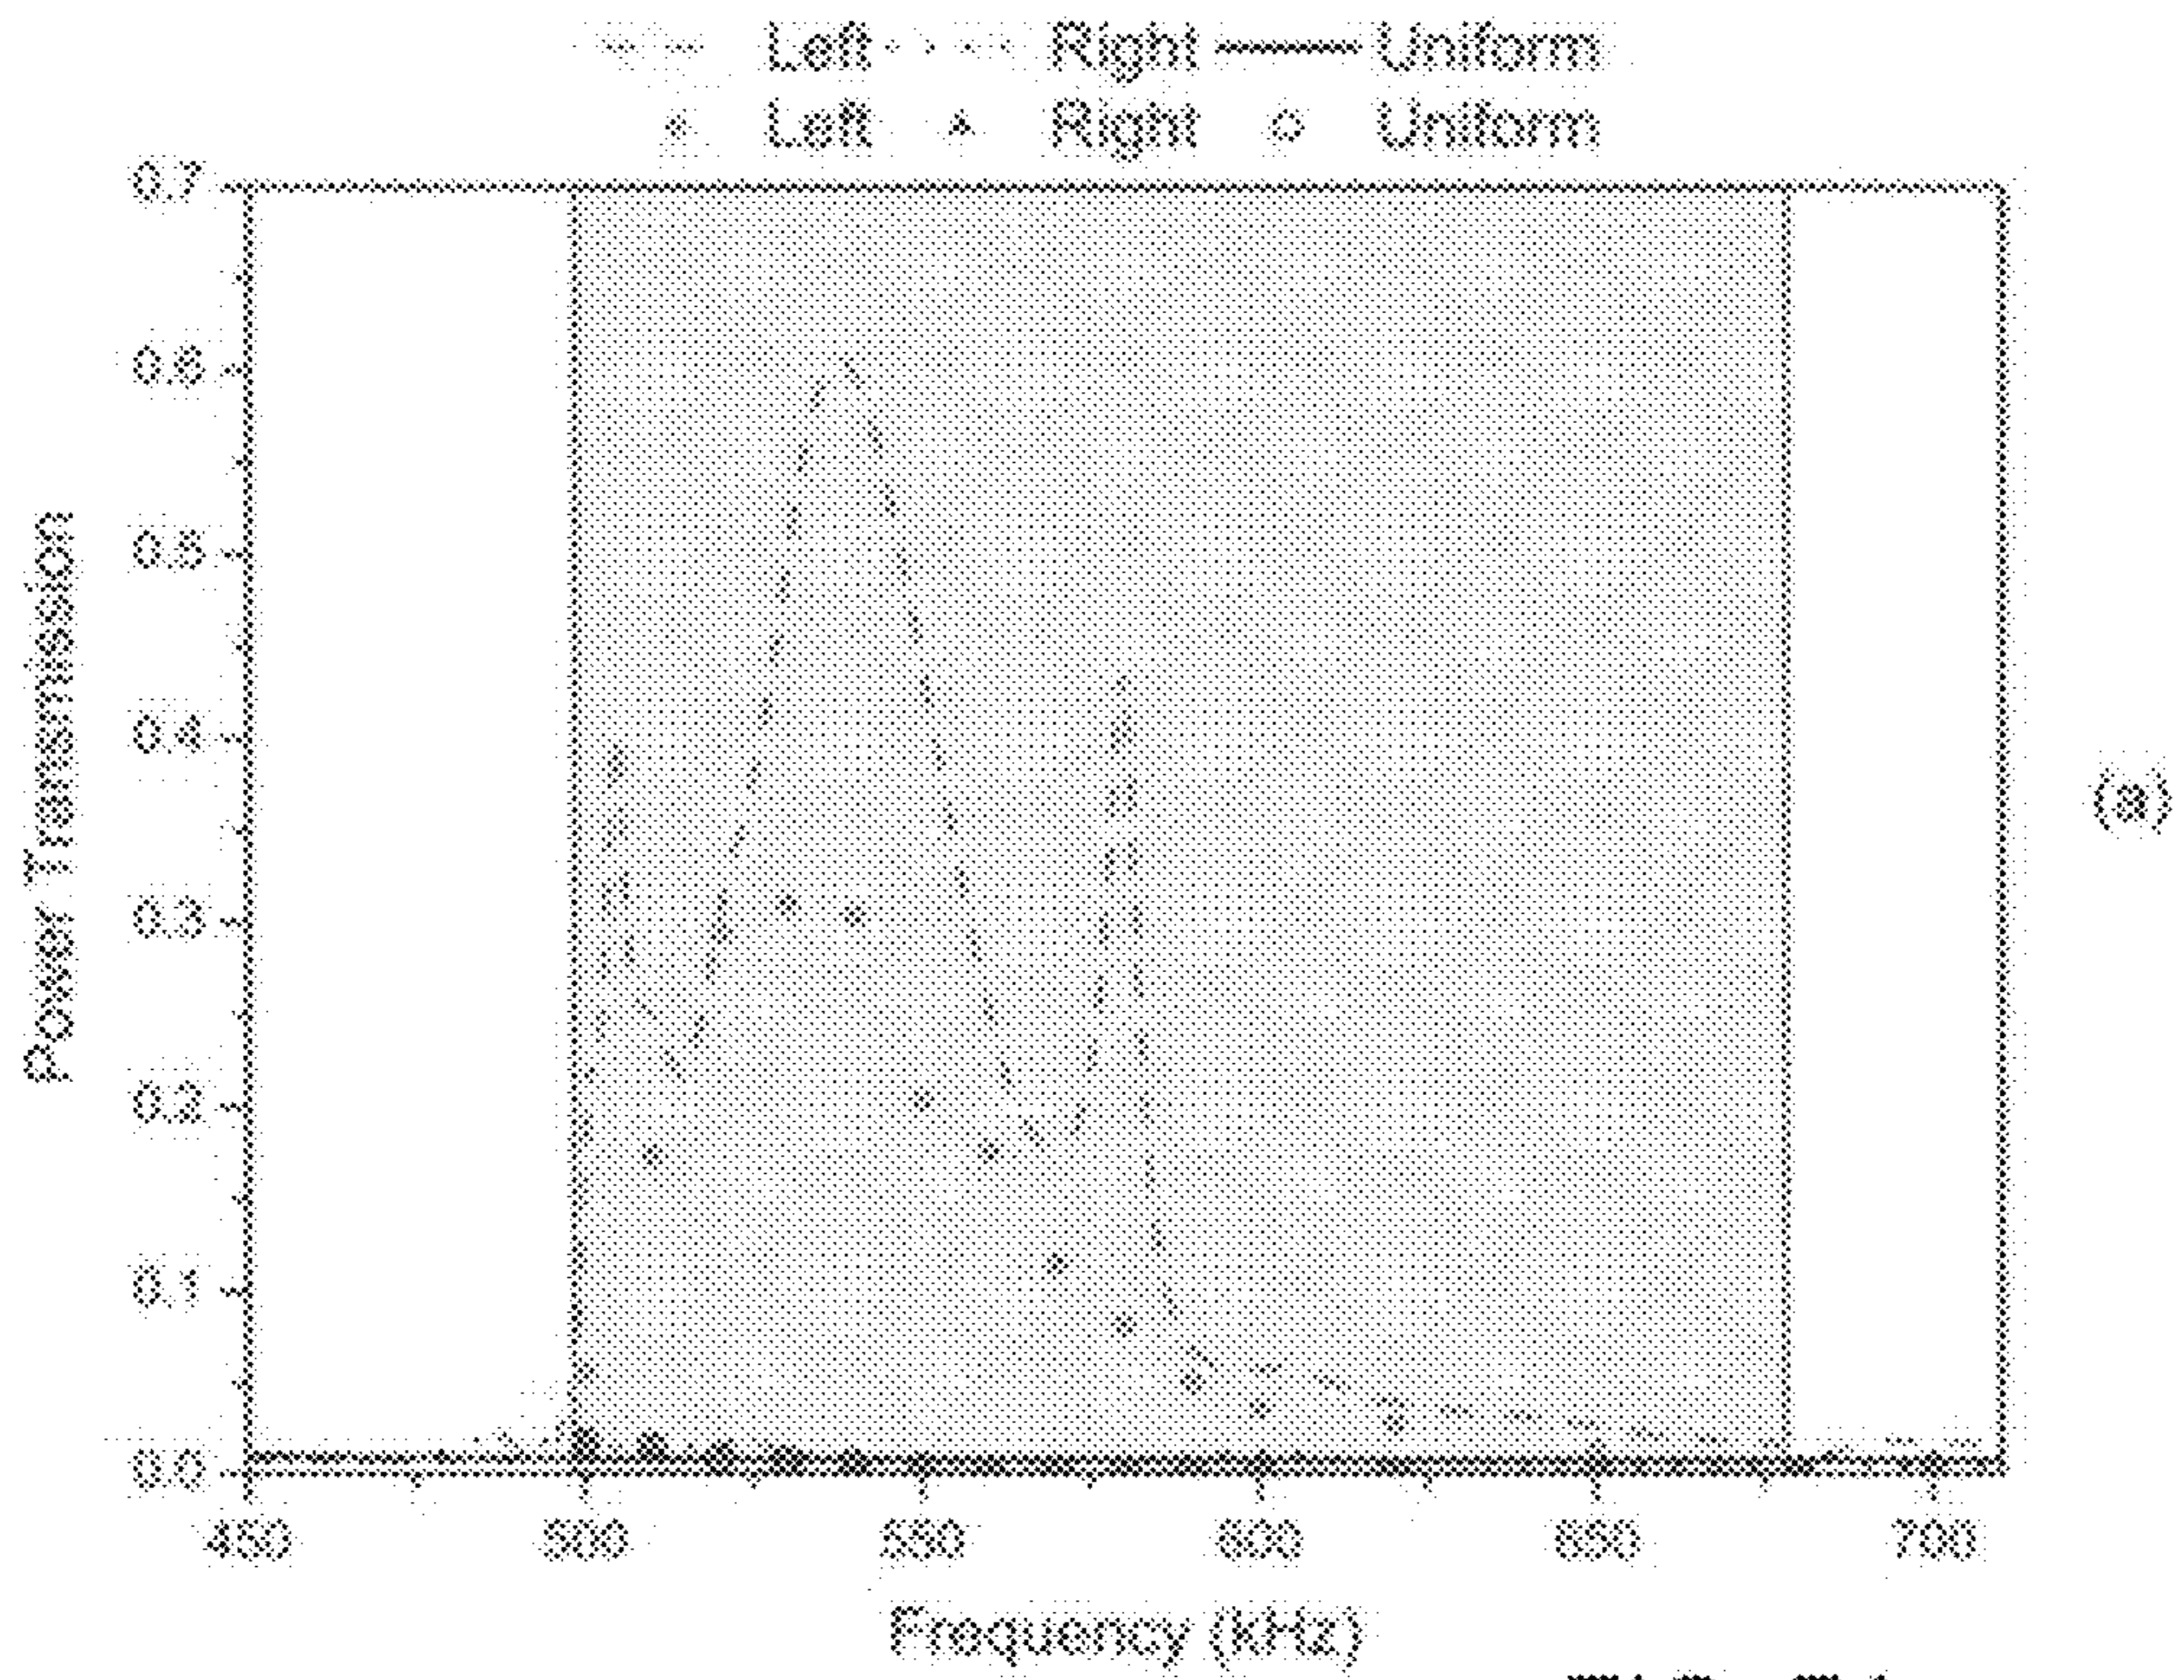 Left Right Uniform
Left Right Uniform
0.7
0.6
0.5
0.4
0.3
0.2
0.1
0.0
Power Transmission
450 500 550 600 650 700
Frequency (kHz)
(a)